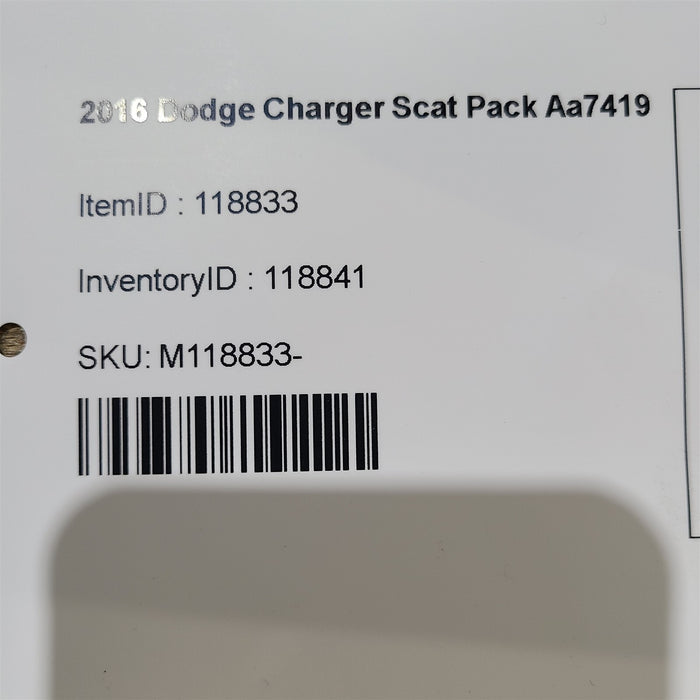 2016 Dodge Charger Scat Pack Aa7419
ItemID : 118833
InventoryID : 118841
SKU: M118833-